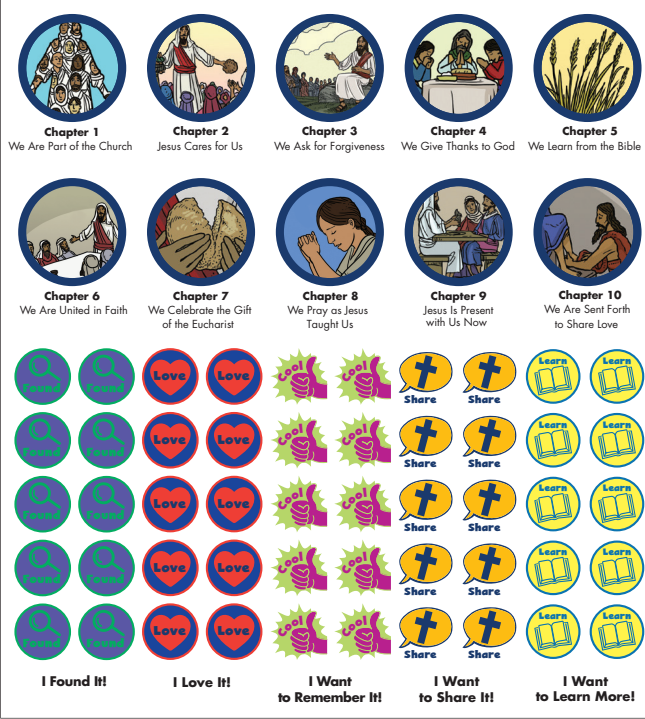 Chapter 1
We Are Part of the Church
Chapter 2
Jesus Cares for Us
Chapter 3
We Ask for Forgiveness
Chapter 4
We Give Thanks to God
Chapter 5
We Learn from the Bible
Chapter 6
We Are United in Faith
Chapter 7
We Celebrate the Gift
of the Eucharist
Chapter 8
We Pray as Jesus
Taught Us
Chapter 9
Jesus Is Present
with Us Now
Chapter 10
We Are Sent Forth
to Share Love
Found Found Love Love Cool Cool Share Share Learn Learn
Found Found Love Love Cool Cool Share Share Learn Learn
Found Found Love Love Cool Cool Share Share Learn Learn
Found Found Love Love Cool Cool Share Share Learn Learn
Found Found Love Love Cool Cool Share Share Learn Learn
I Found It!
I Love It!
I Want
to Remember It!
I Want
to Share It!
I Want
to Learn More!